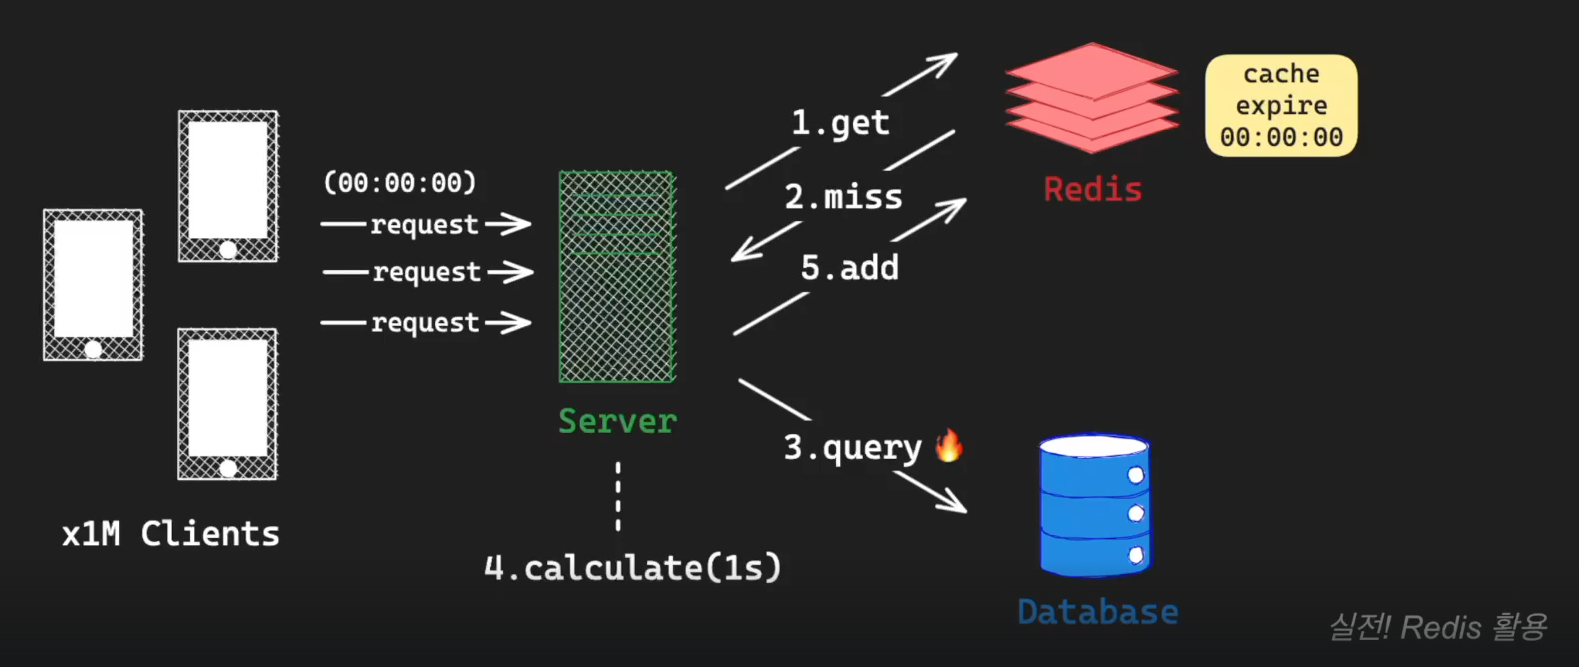 cache
expire
00:00:00
1.get
(00:00:00)
2.miss
Redis
request
5.add
request
request
Server
3.query
x1M Clients
4.calculate(1s)
Database
실전! Redis 활용